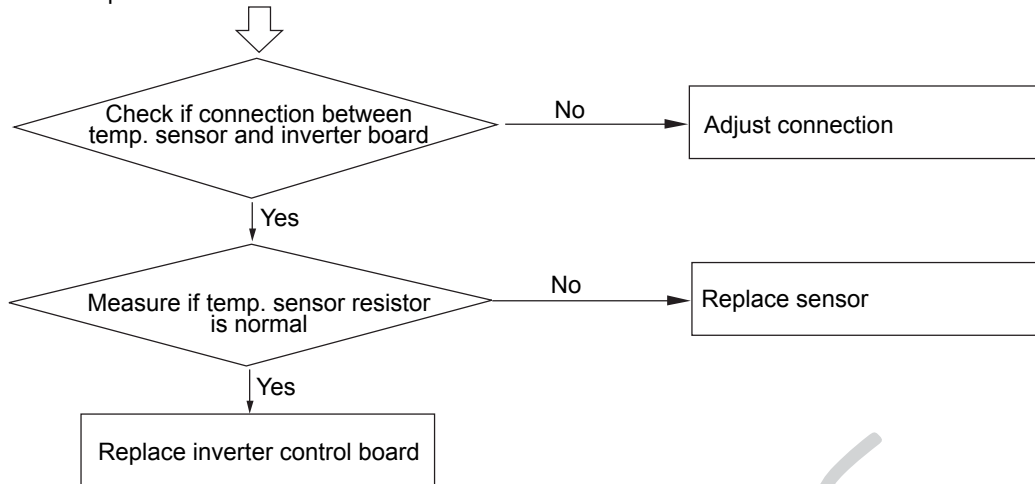 Check if connection between
temp. sensor and inverter board
No
Adjust connection
Yes
Measure if temp. sensor resistor
is normal
No
Replace sensor
Yes
Replace inverter control board